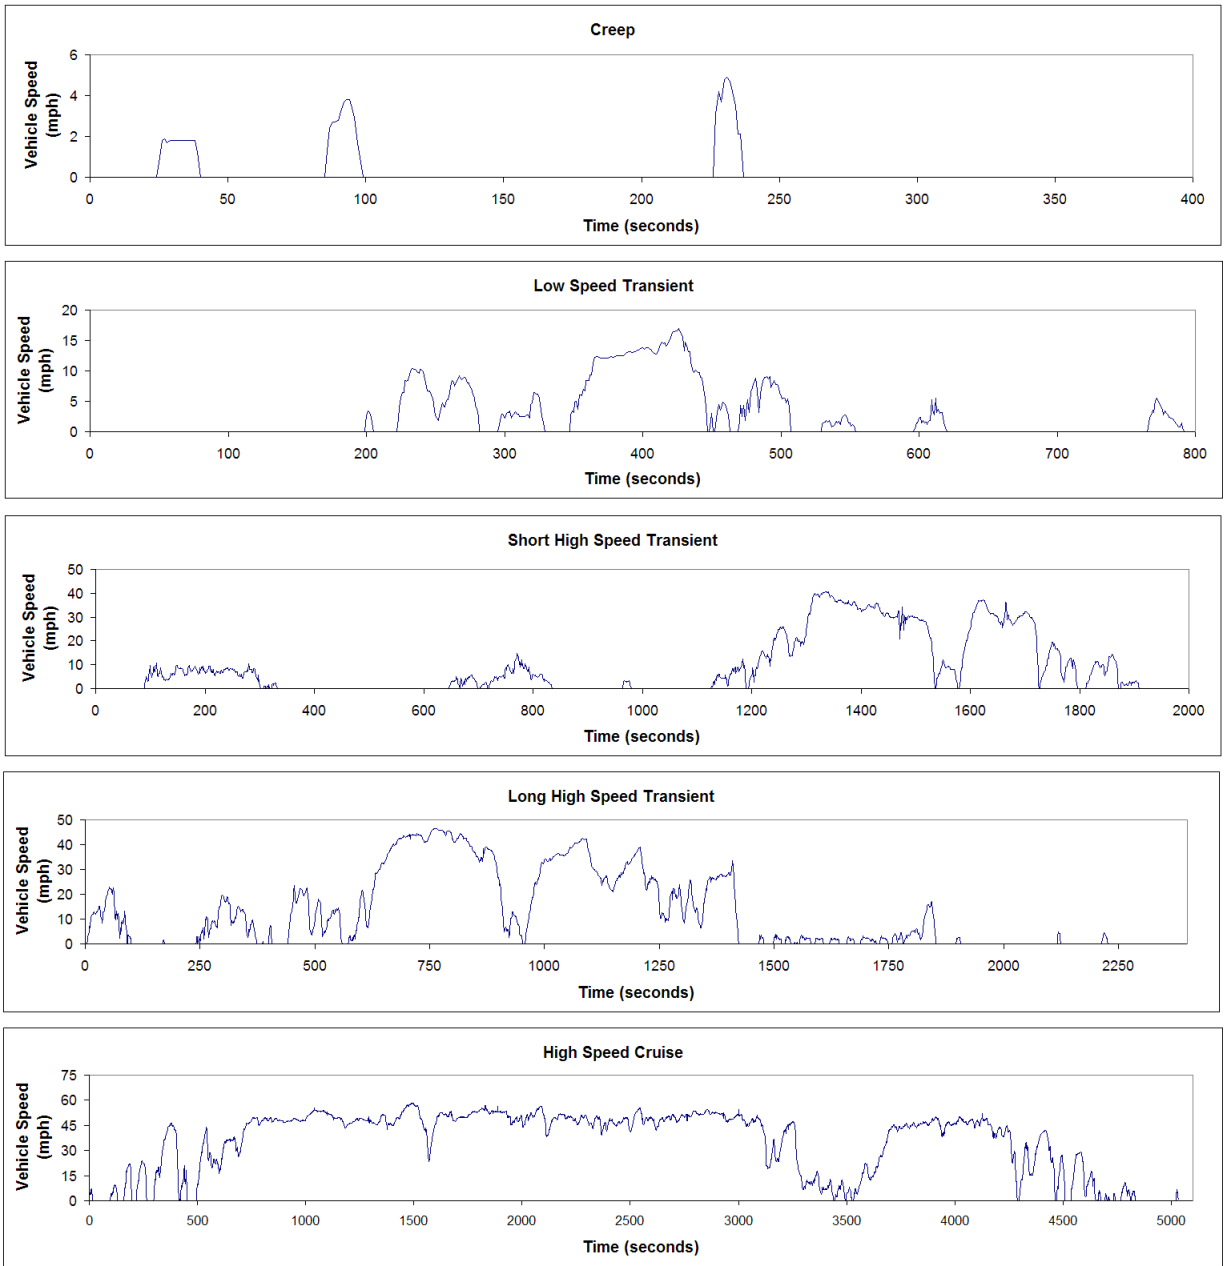 Creep
Vehicle Speed
(mph)
6
4
2
0
0 50 100 150 200 250 300 350 400
Time (seconds)
Low Speed Transient
Vehicle Speed
(mph)
20
15
10
5
0
0 100 200 300 400 500 600 700 800
Time (seconds)
Short High Speed Transient
Vehicle Speed
(mph)
50
40
30
20
10
0
0 200 400 600 800 1000 1200 1400 1600 1800 2000
Time (seconds)
Long High Speed Transient
Vehicle Speed
(mph)
50
40
30
20
10
0
0 250 500 750 1000 1250 1500 1750 2000 2250
Time (seconds)
High Speed Cruise
Vehicle Speed
(mph)
75
60
45
30
15
0
0 500 1000 1500 2000 2500 3000 3500 4000 4500 5000
Time (seconds)